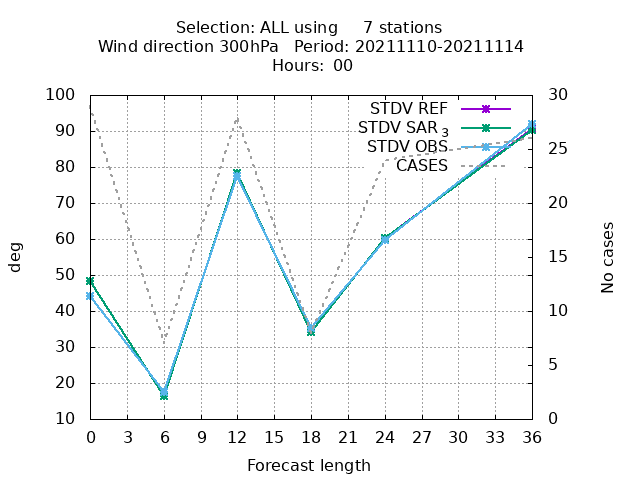 Selection: ALL using     7 stations
Wind direction 300hPa   Period: 20211110-20211114
Hours:  00
100
90
80
70
60
50
40
30
20
10
deg
30
25
20
15
10
5
0
No cases
STDV REF
STDV SAR3
STDV OBS
CASES
0 3 6 9 12 15 18 21 24 27 30 33 36
Forecast length